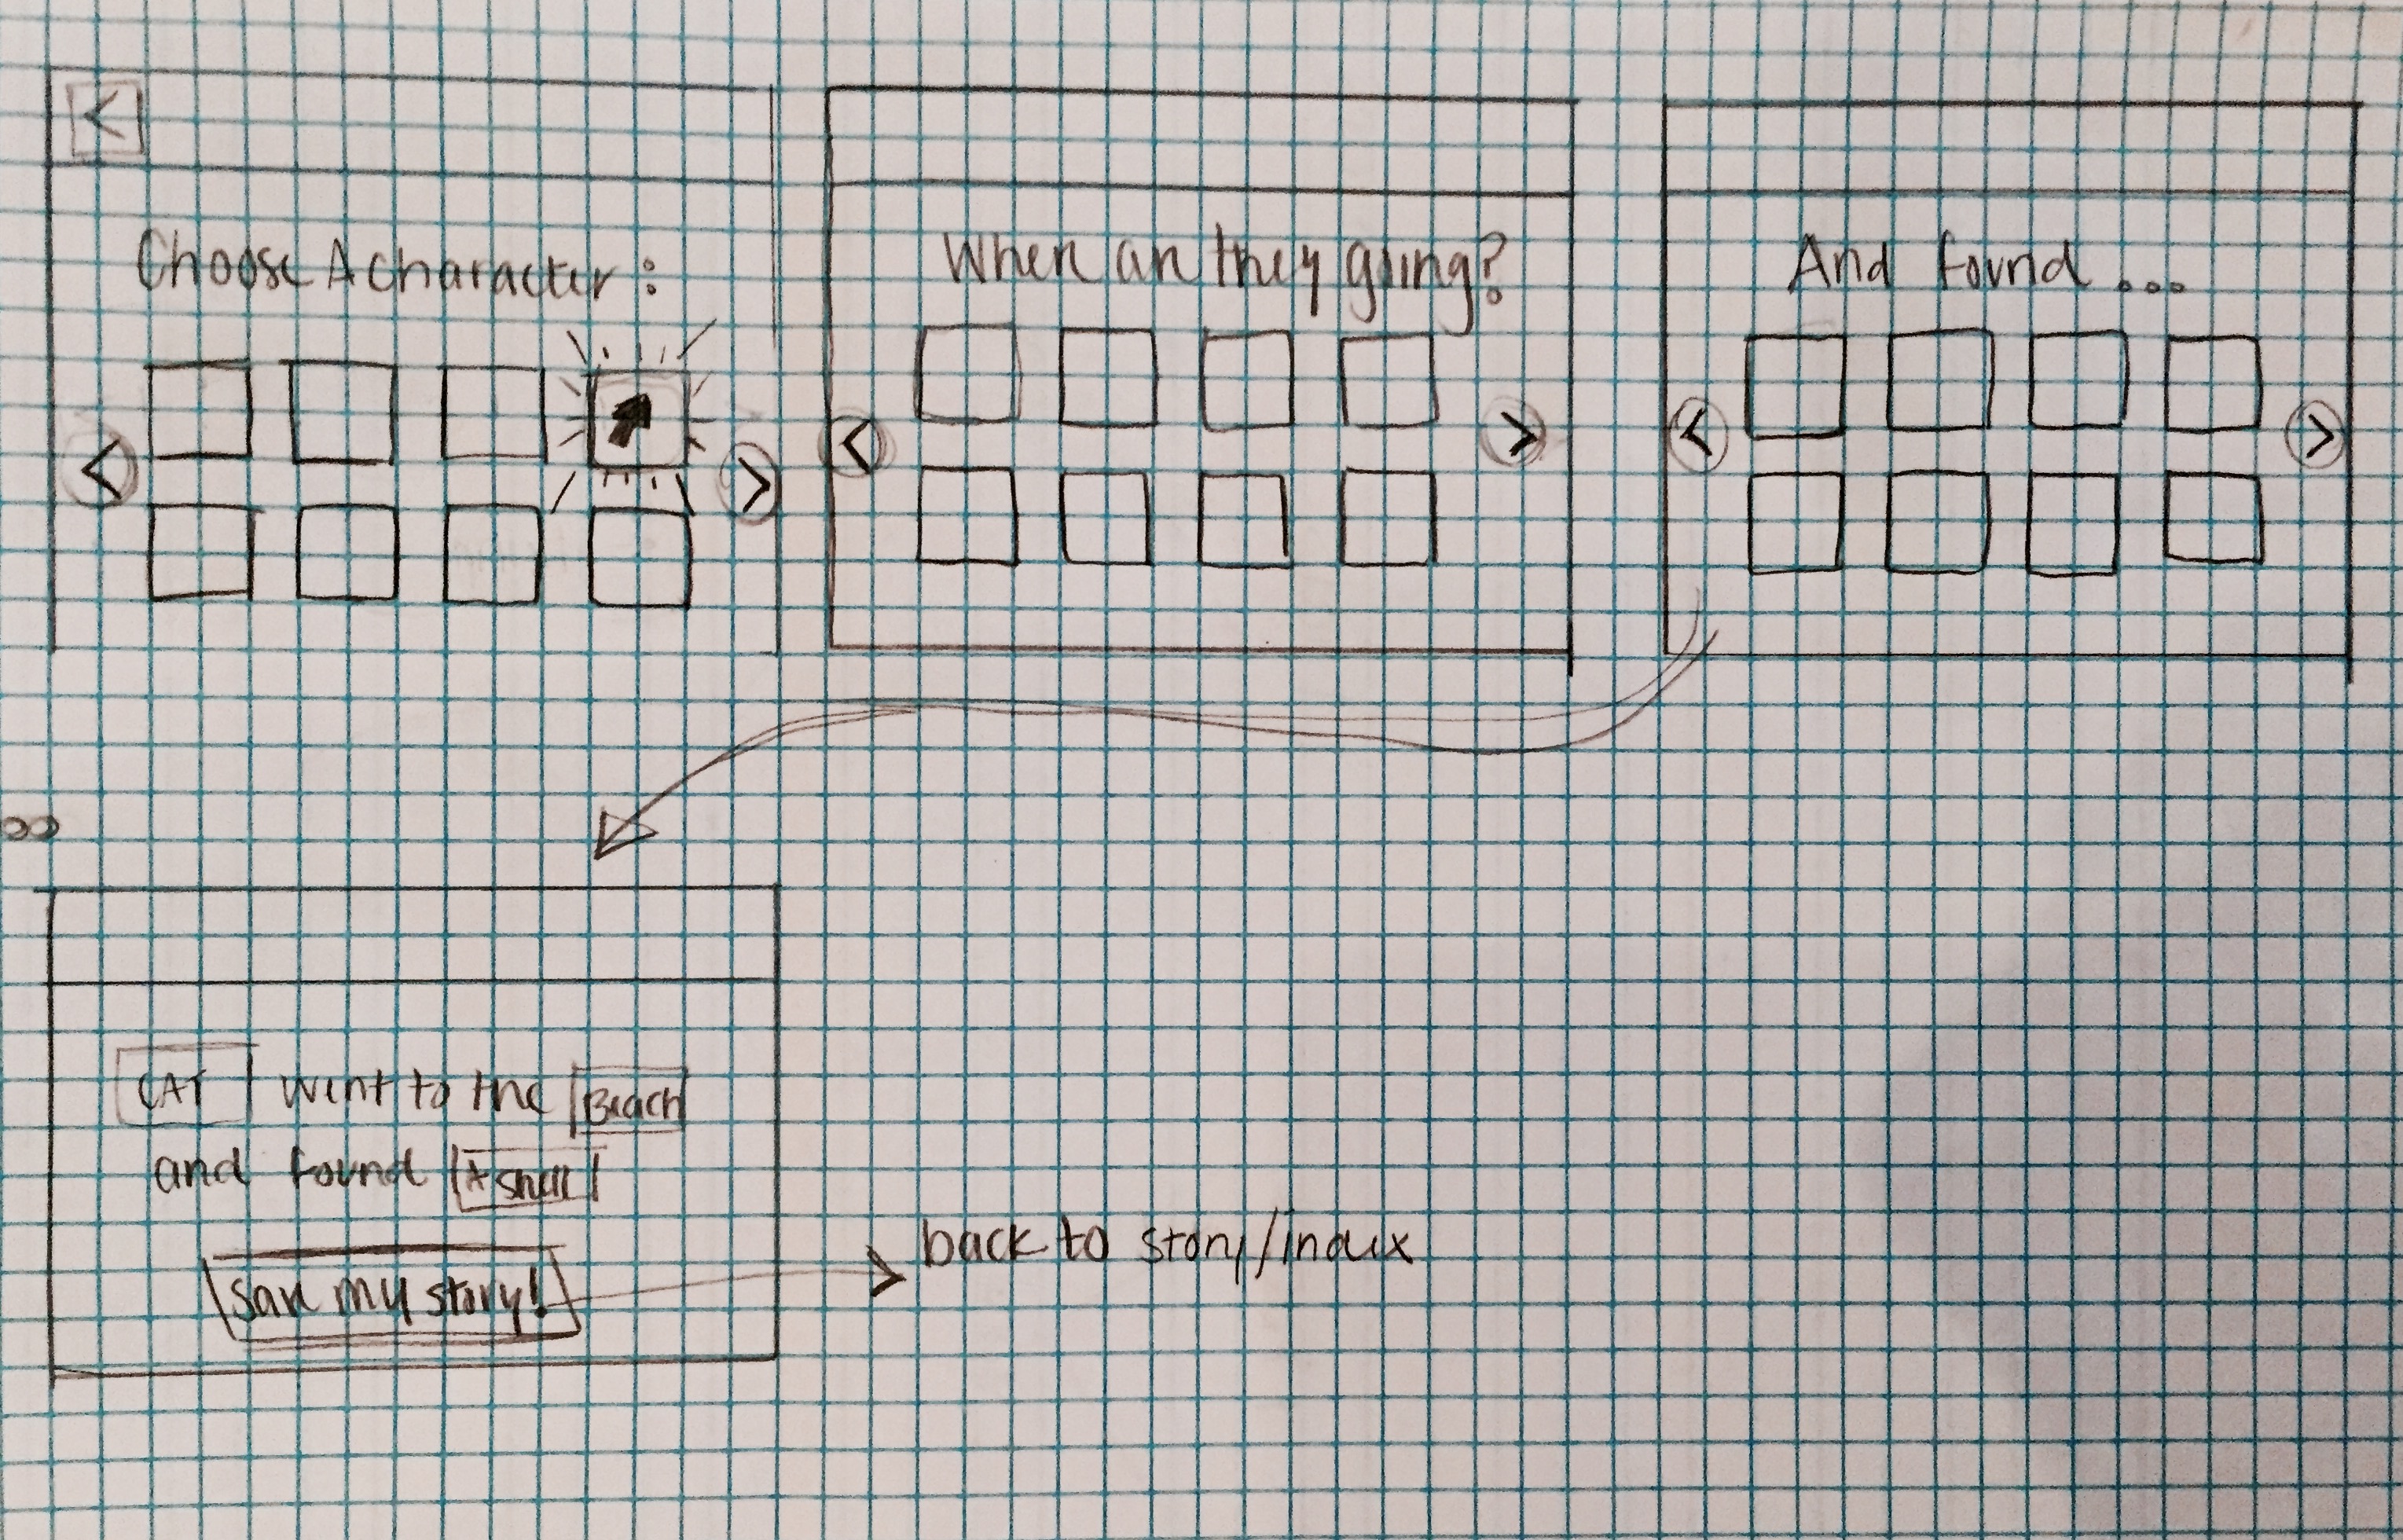 Choose A character :
Where are they going?
And found ...
CAT went to the Beach
and found A shell
Save my story!
back to story/index